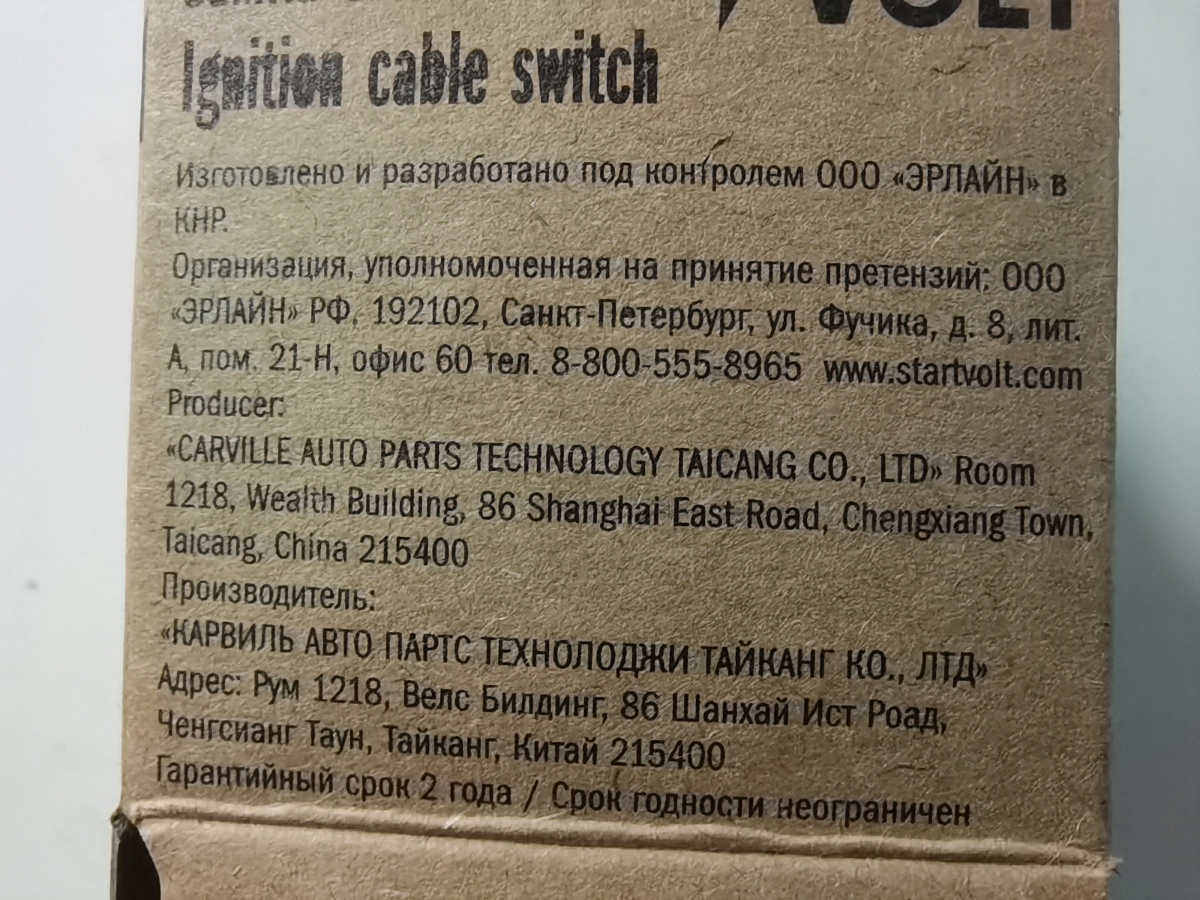 VOLT
Ignition cable switch
Изготовлено и разработано под контролем ООО «ЭРЛАЙН» в
КНР.
Организация, уполномоченная на принятие претензий: ООО
«ЭРЛАЙН» РФ, 192102, Санкт-Петербург, ул. Фучика, д. 8, лит.
А, пом. 21-Н, офис 60 тел. 8-800-555-8965 www.startvolt.com
Producer:
«CARVILLE AUTO PARTS TECHNOLOGY TAICANG CO., LTD» Room
1218, Wealth Building, 86 Shanghai East Road, Chengxiang Town,
Taicang, China 215400
Производитель:
«КАРВИЛЬ АВТО ПАРТС ТЕХНОЛОДЖИ ТАЙКАНГ КО., ЛТД»
Адрес: Рум 1218, Велс Билдинг, 86 Шанхай Ист Роад,
Ченгсианг Таун, Тайканг, Китай 215400
Гарантийный срок 2 года / Срок годности неограничен